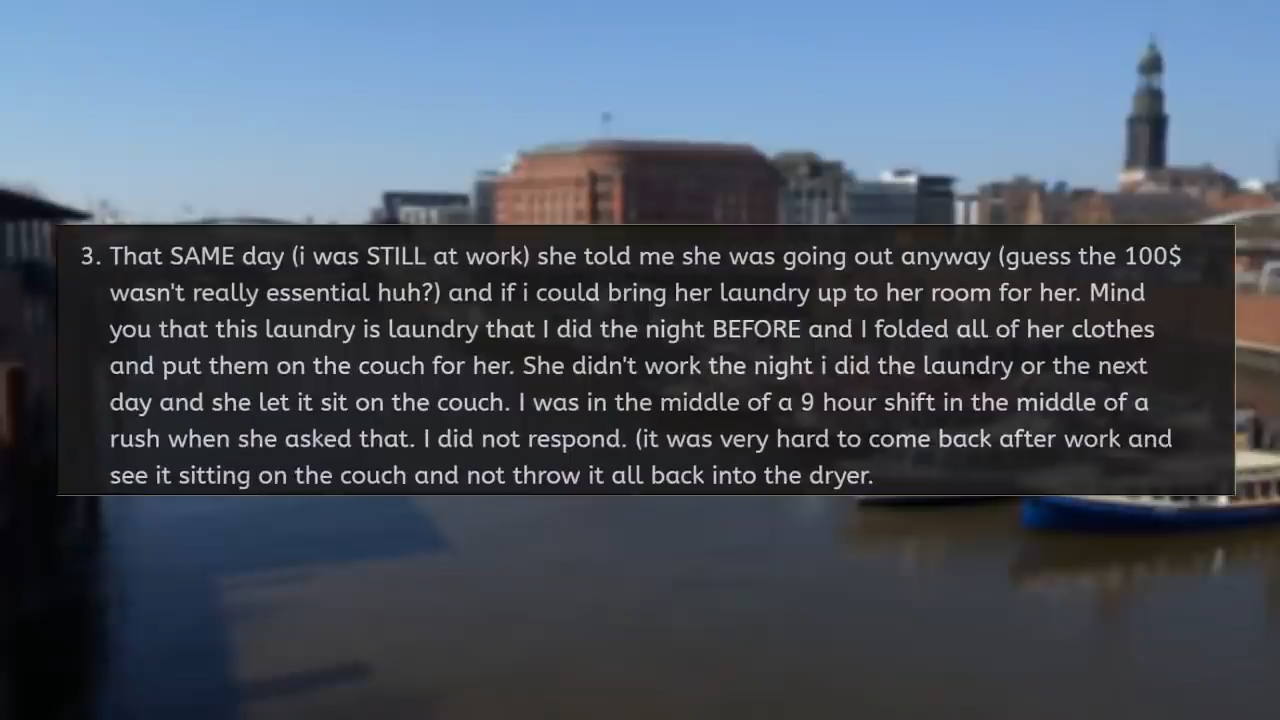 3. That SAME day (i was STILL at work) she told me she was going out anyway (guess the 100$
wasn't really essential huh?) and if i could bring her laundry up to her room for her. Mind
you that this laundry is laundry that I did the night BEFORE and I folded all of her clothes
and put them on the couch for her. She didn't work the night i did the laundry or the next
day and she let it sit on the couch. I was in the middle of a 9 hour shift in the middle of a
rush when she asked that. I did not respond. (it was very hard to come back after work and
see it sitting on the couch and not throw it all back into the dryer.